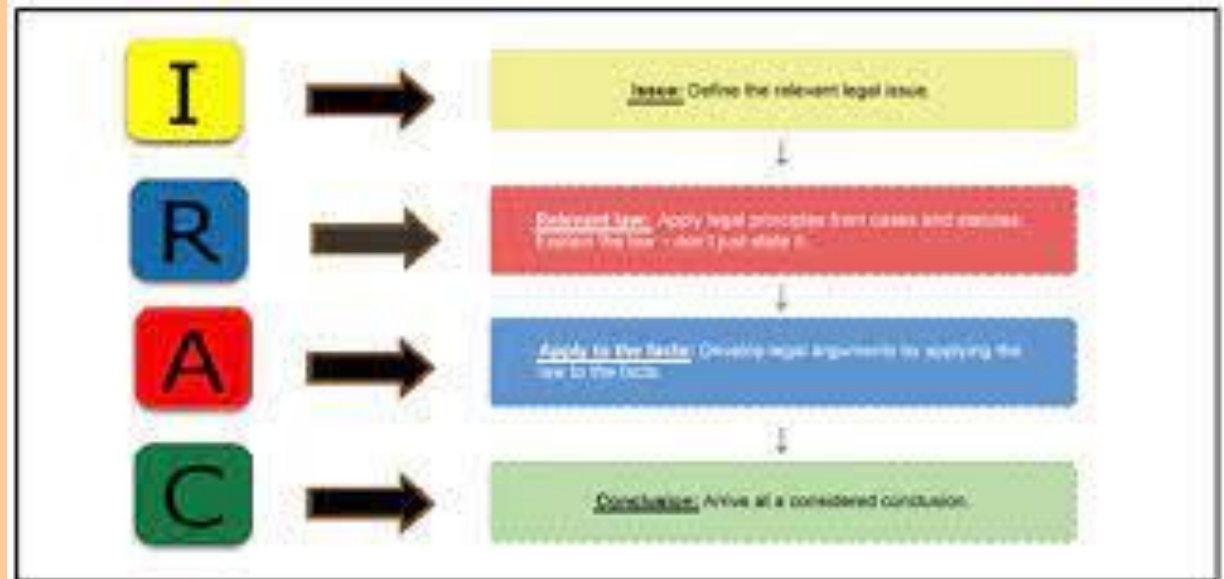 I
Issue: Define the relevant legal issue.
R
Relevant law: Apply legal principles from cases and statutes.
Explain the law - don't just state it.
A
Apply to the facts: Develop legal arguments by applying the
law to the facts.
C
Conclusion: Arrive at a considered conclusion.